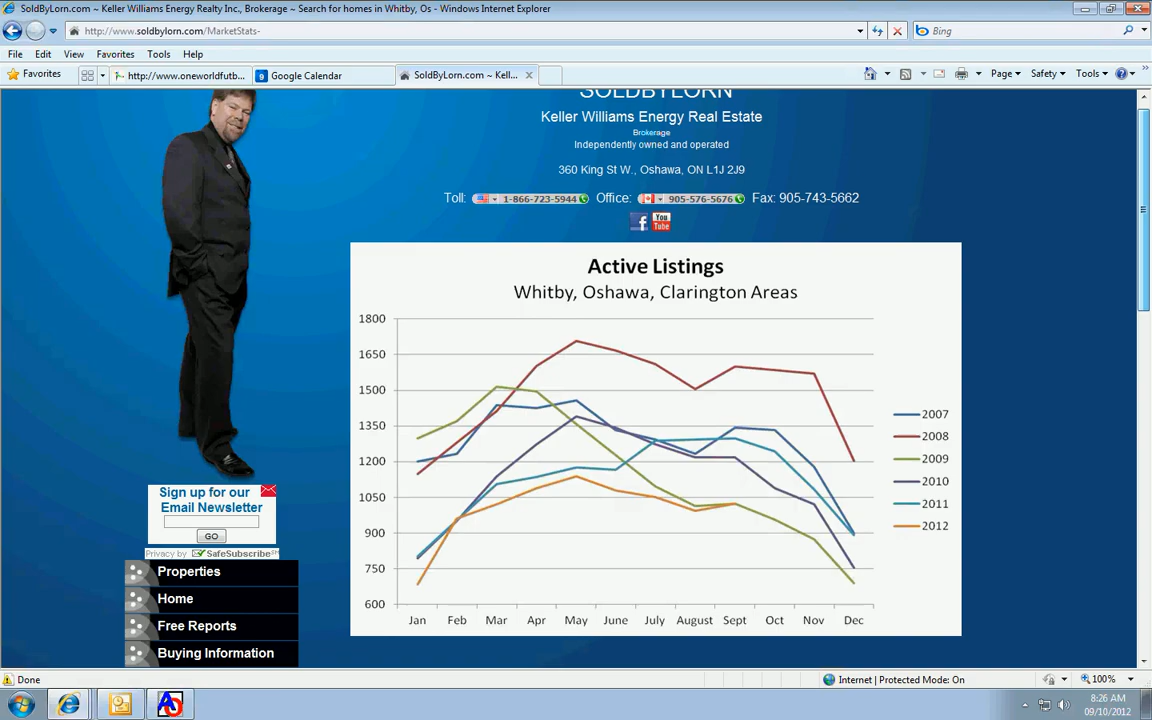 SoldByLorn.com ~ Keller Williams Energy Realty Inc., Brokerage ~ Search for homes in Whitby, Os - Windows Internet Explorer
http://www.soldbylorn.com/MarketStats-
Bing
File Edit View Favorites Tools Help
Favorites
http://www.oneworldfutb...
9 Google Calendar
SoldByLorn.com ~ Kell...
Page Safety Tools
SOLDBYLORN
Keller Williams Energy Real Estate
Brokerage
Independently owned and operated
360 King St W., Oshawa, ON L1J 2J9
Toll: 1-866-723-5944 Office: 905-576-5676 Fax: 905-743-5662
f You Tube
Active Listings
Whitby, Oshawa, Clarington Areas
1800
1650
1500
1350
1200
1050
900
750
600
Jan Feb Mar Apr May June July August Sept Oct Nov Dec
2007
2008
2009
2010
2011
2012
Sign up for our
Email Newsletter
GO
Privacy by SafeSubscribe SM
Properties
Home
Free Reports
Buying Information
Done
Internet | Protected Mode: On
100%
8:26 AM
09/10/2012